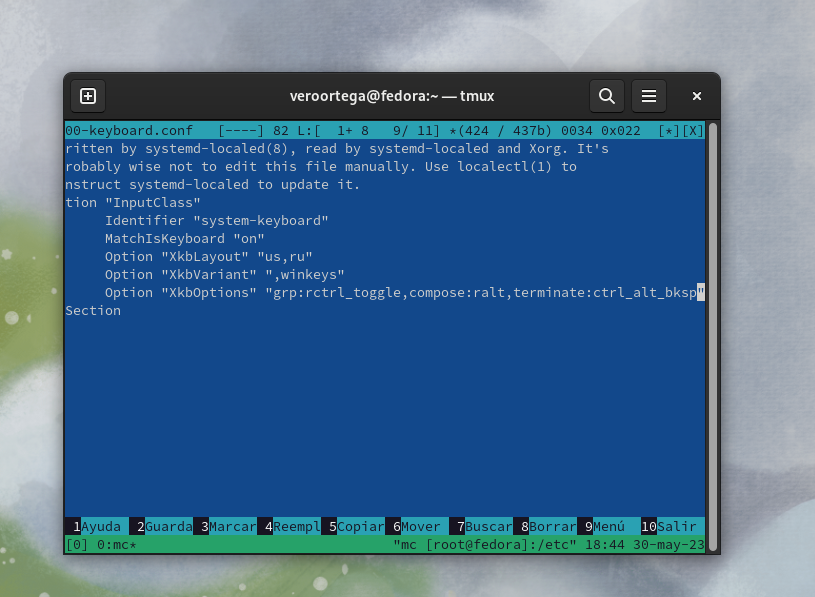 veroortega@fedora:~ — tmux
00-keyboard.conf [----] 82 L:[ 1+ 8 9/ 11] *(424 / 437b) 0034 0x022 [*][X]
ritten by systemd-localed(8), read by systemd-localed and Xorg. It's
robably wise not to edit this file manually. Use localectl(1) to
nstruct systemd-localed to update it.
tion "InputClass"
Identifier "system-keyboard"
MatchIsKeyboard "on"
Option "XkbLayout" "us,ru"
Option "XkbVariant" ",winkeys"
Option "XkbOptions" "grp:rctrl_toggle,compose:ralt,terminate:ctrl_alt_bksp"
Section
1Ayuda 2Guarda 3Marcar 4Reempl 5Copiar 6Mover 7Buscar 8Borrar 9Menú 10Salir
[0] 0:mc* "mc [root@fedora]:/etc" 18:44 30-may-23